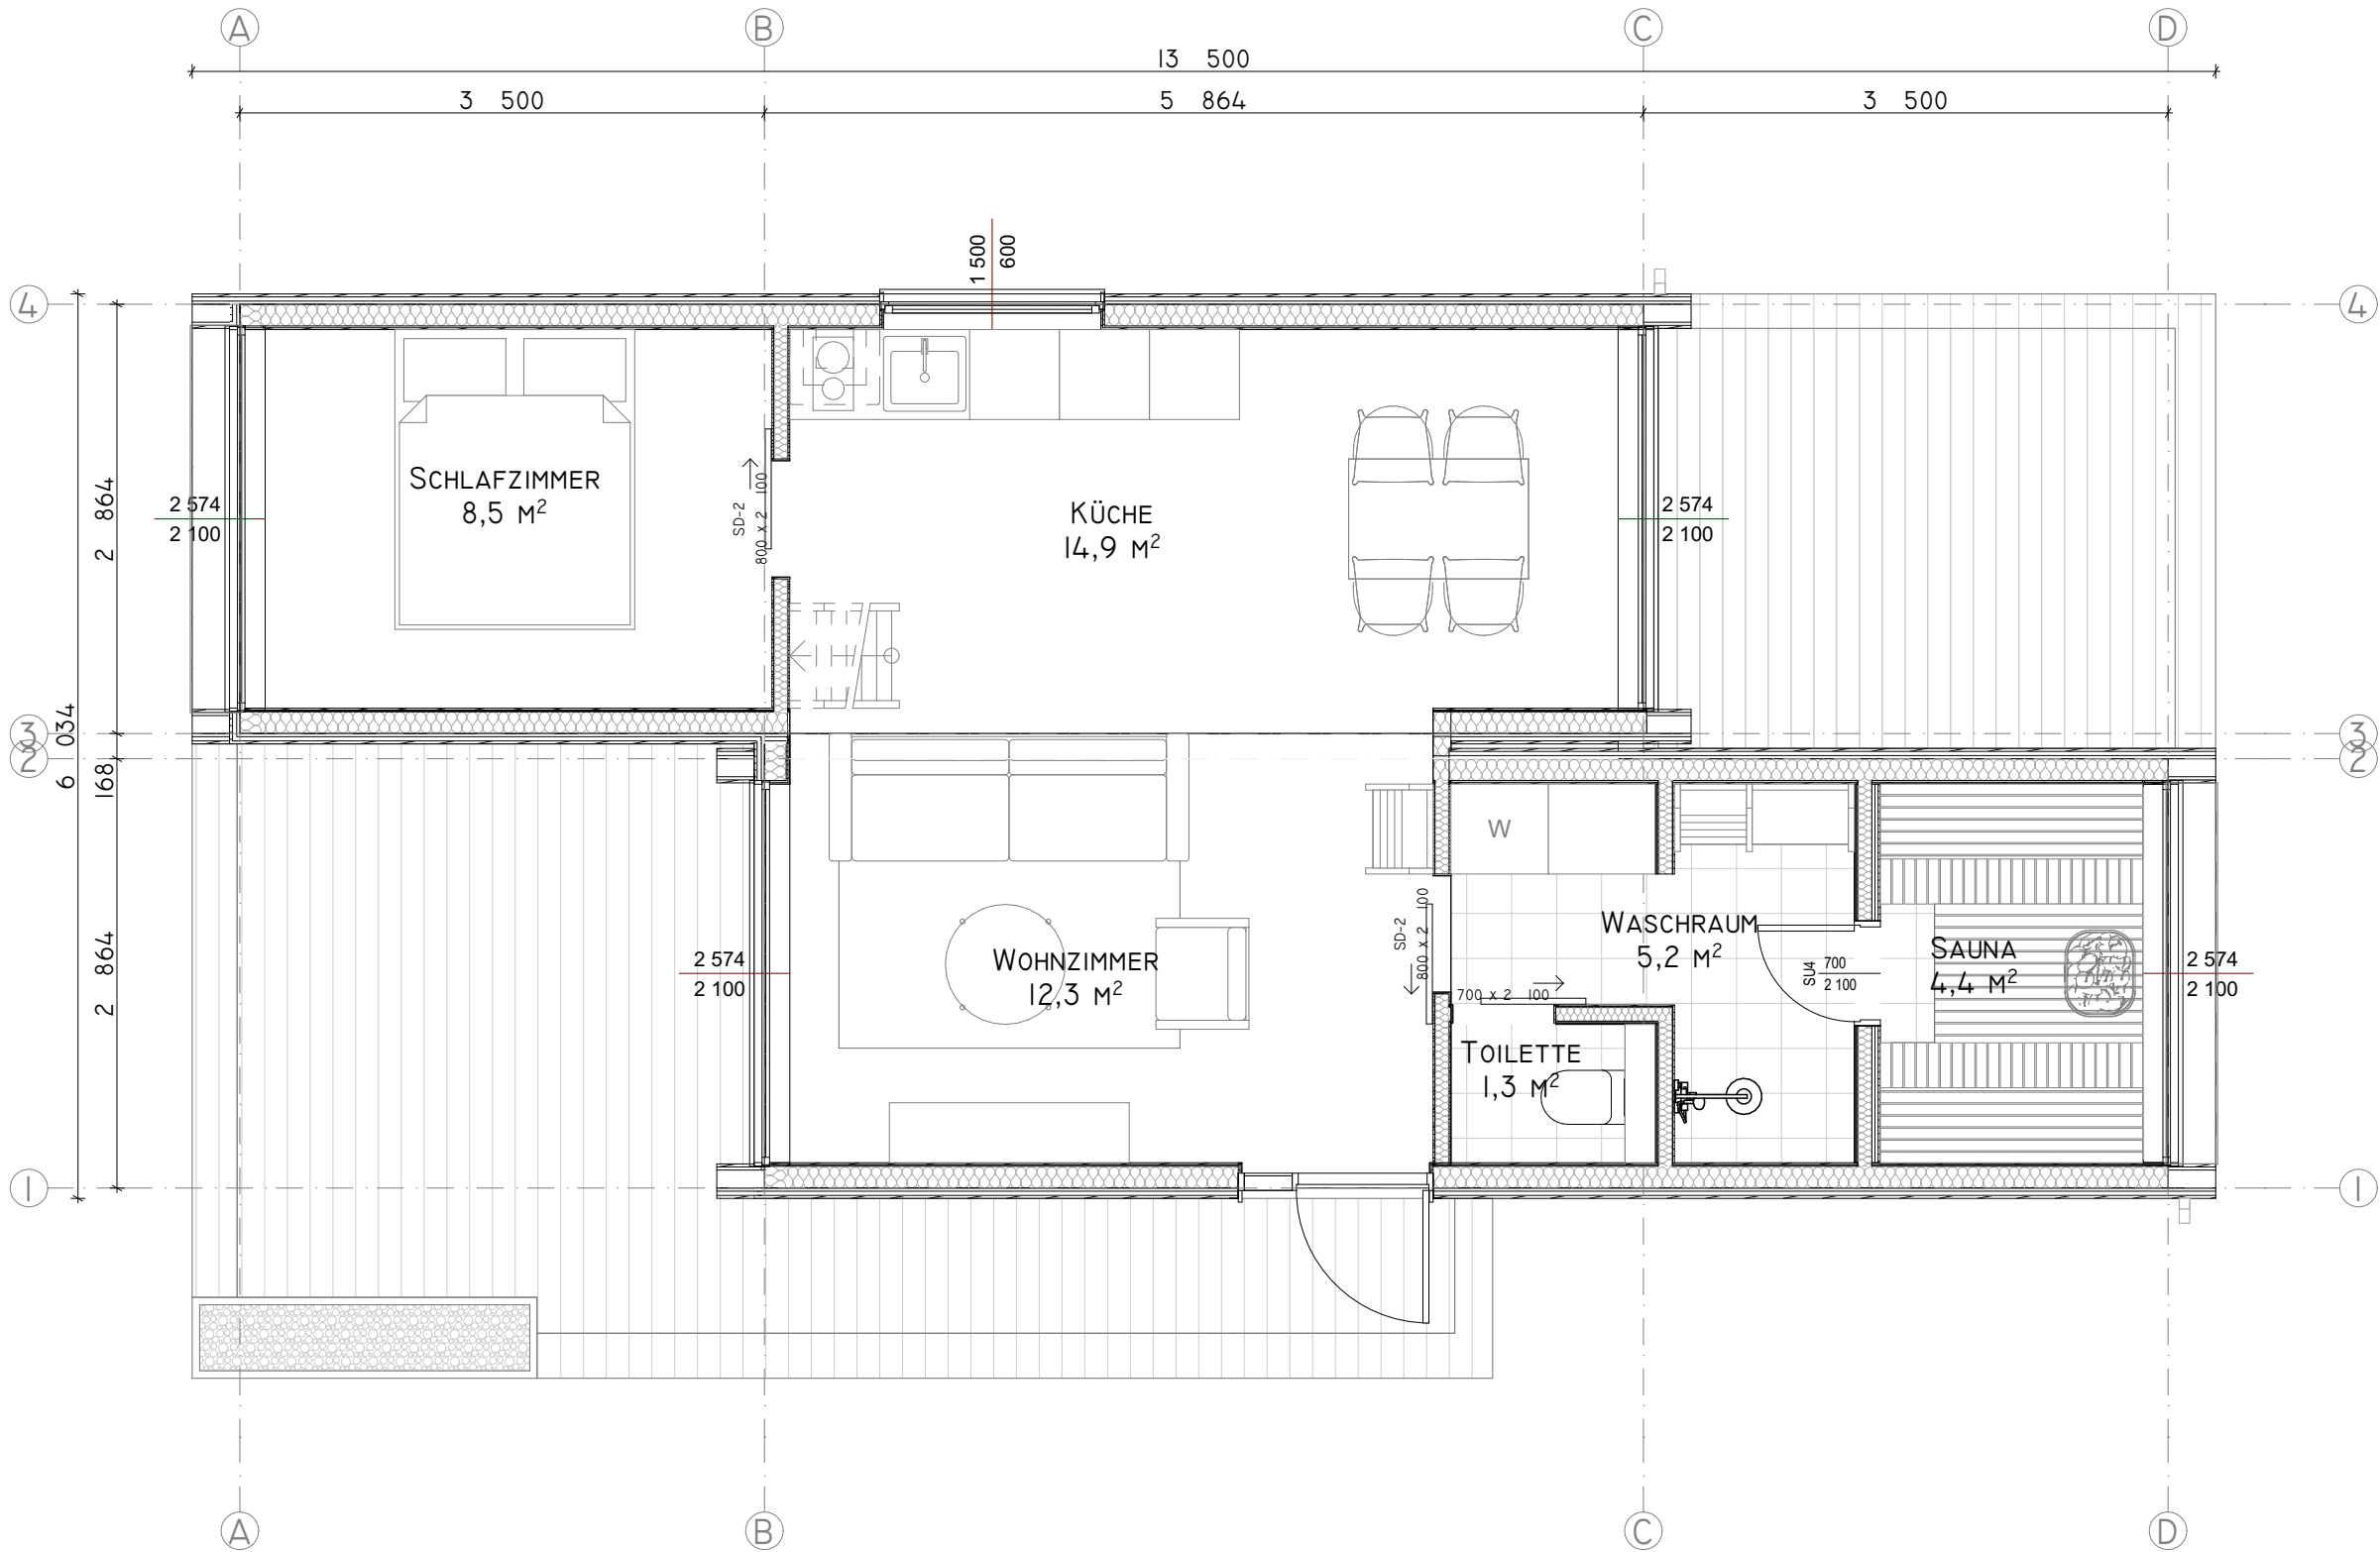 A B C D
13 500
3 500 5 864 3 500
1 500
600
4 4
SCHLAFZIMMER
8,5 M²
2 574
2 100
SD-2
800 x 2 100
KÜCHE
14,9 M²
2 574
2 100
2 864
6 034
3 3
2 2
168
2 864
W
WASCHRAUM
5,2 M²
SD-2
800 x 2 100
WOHNZIMMER
12,3 M²
2 574
2 100
SU4
700
2 100
SAUNA
4,4 M²
2 574
2 100
700 x 2 100
TOILETTE
1,3 M²
1 1
A B C D